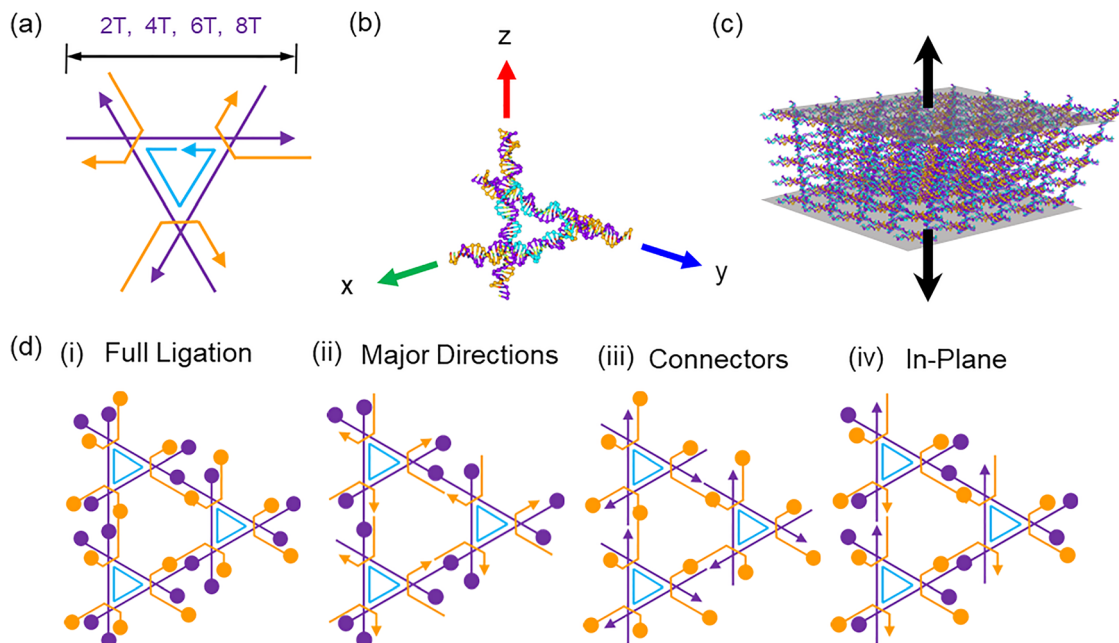 (a)
2T, 4T, 6T, 8T
(b)
z
x
y
(c)
(d)
(i) Full Ligation
(ii) Major Directions
(iii) Connectors
(iv) In-Plane